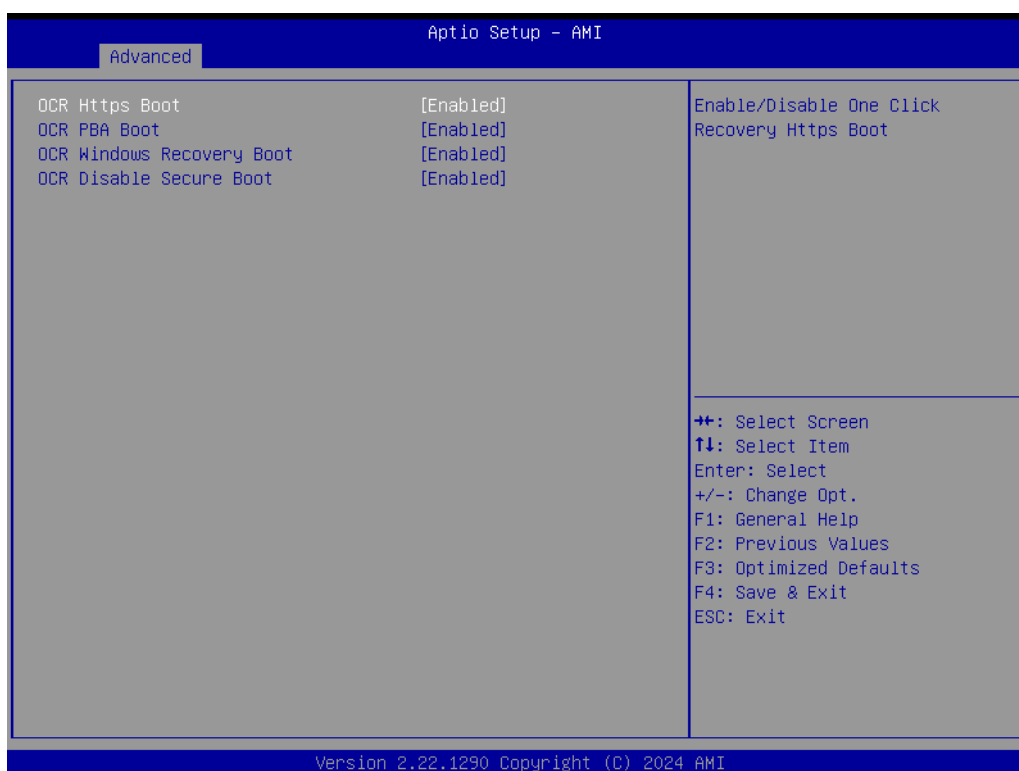 Aptio Setup - AMI
Advanced
OCR Https Boot [Enabled]
OCR PBA Boot [Enabled]
OCR Windows Recovery Boot [Enabled]
OCR Disable Secure Boot [Enabled]
Enable/Disable One Click
Recovery Https Boot
→←: Select Screen
↑↓: Select Item
Enter: Select
+/-: Change Opt.
F1: General Help
F2: Previous Values
F3: Optimized Defaults
F4: Save & Exit
ESC: Exit
Version 2.22.1290 Copyright (C) 2024 AMI